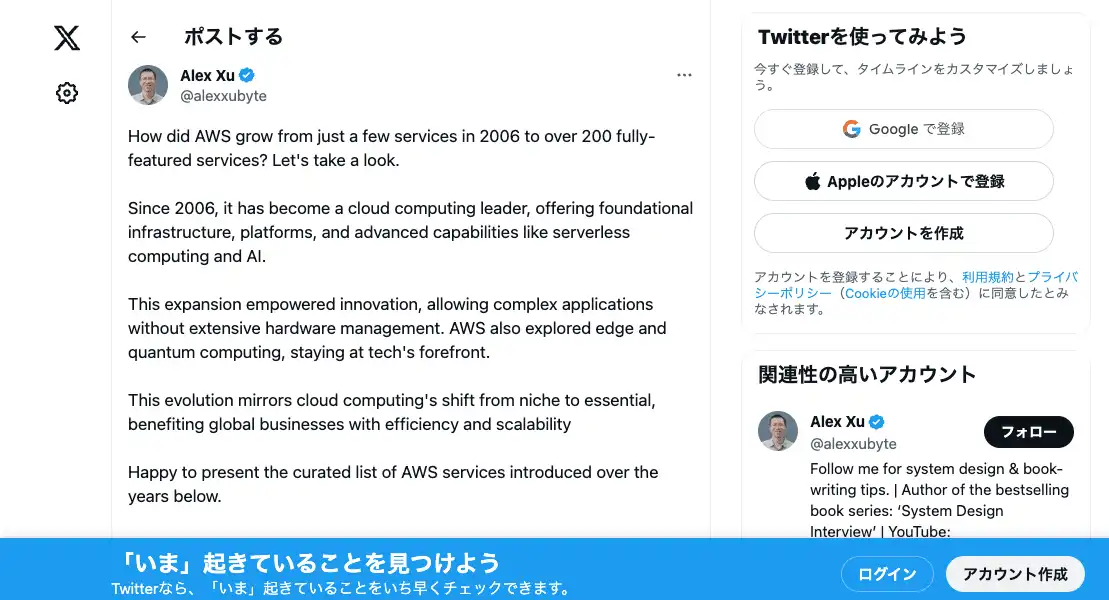 ポストする
Alex Xu
@alexxubyte
How did AWS grow from just a few services in 2006 to over 200 fully-
featured services? Let's take a look.
Since 2006, it has become a cloud computing leader, offering foundational
infrastructure, platforms, and advanced capabilities like serverless
computing and AI.
This expansion empowered innovation, allowing complex applications
without extensive hardware management. AWS also explored edge and
quantum computing, staying at tech's forefront.
This evolution mirrors cloud computing's shift from niche to essential,
benefiting global businesses with efficiency and scalability
Happy to present the curated list of AWS services introduced over the
years below.
Twitterを使ってみよう
今すぐ登録して、タイムラインをカスタマイズしましょ
う。
Google で登録
Appleのアカウントで登録
アカウントを作成
アカウントを登録することにより、利用規約とプライバ
シーポリシー（Cookieの使用を含む）に同意したとみ
なされます。
関連性の高いアカウント
Alex Xu
@alexxubyte
フォロー
Follow me for system design & book-
writing tips. | Author of the bestselling
book series: ‘System Design
Interview’ | YouTube:
「いま」起きていることを見つけよう
Twitterなら、「いま」起きていることをいち早くチェックできます。
ログイン
アカウント作成